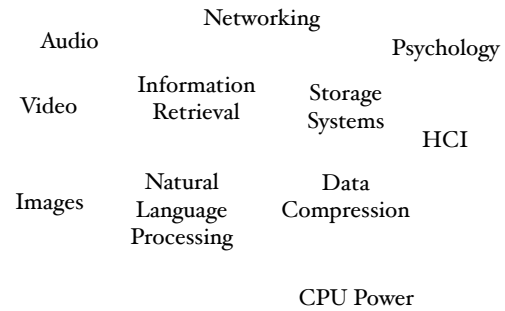 Networking
Audio
Psychology
Information
Retrieval
Storage
Systems
Video
HCI
Natural
Language
Processing
Data
Compression
Images
CPU Power